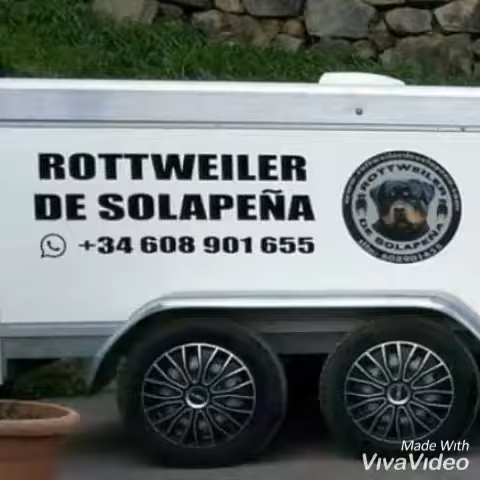 ROTTWEILER
DE SOLAPEÑA
+34 608 901 655
ROTTWEILER
DE SOLAPEÑA
Made With
VivaVideo